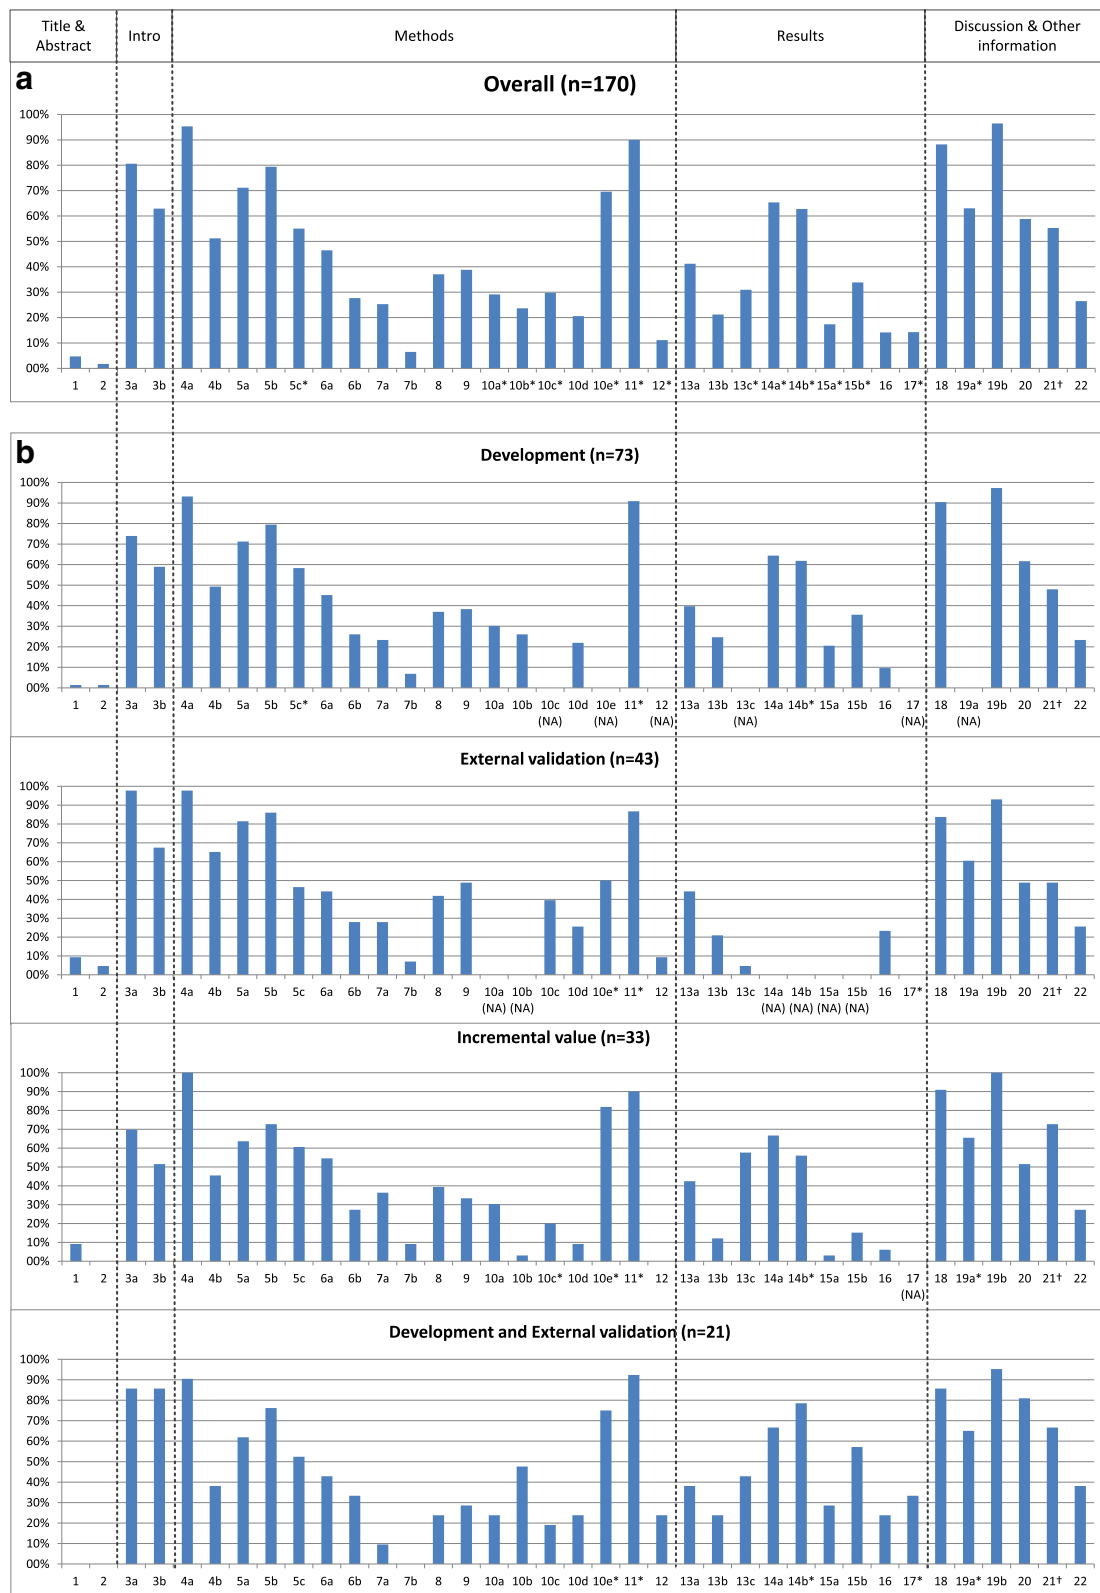 Title &
Abstract
Intro
Methods
Results
Discussion & Other
information
a
Overall (n=170)
100%
90%
80%
70%
60%
50%
40%
30%
20%
10%
00%
1 2 3a 3b 4a 4b 5a 5b 5c* 6a 6b 7a 7b 8 9 10a* 10b* 10c* 10d 10e* 11* 12* 13a 13b 13c* 14a* 14b* 15a* 15b* 16 17* 18 19a* 19b 20 21† 22
b
Development (n=73)
100%
90%
80%
70%
60%
50%
40%
30%
20%
10%
00%
1 2 3a 3b 4a 4b 5a 5b 5c* 6a 6b 7a 7b 8 9 10a 10b 10c 10d 10e 11* 12 13a 13b 13c 14a 14b* 15a 15b 16 17 18 19a 19b 20 21† 22
(NA) (NA) (NA) (NA) (NA) (NA)
External validation (n=43)
100%
90%
80%
70%
60%
50%
40%
30%
20%
10%
00%
1 2 3a 3b 4a 4b 5a 5b 5c 6a 6b 7a 7b 8 9 10a 10b 10c 10d 10e* 11* 12 13a 13b 13c 14a 14b 15a 15b 16 17* 18 19a 19b 20 21† 22
(NA) (NA) (NA) (NA) (NA) (NA)
Incremental value (n=33)
100%
90%
80%
70%
60%
50%
40%
30%
20%
10%
00%
1 2 3a 3b 4a 4b 5a 5b 5c 6a 6b 7a 7b 8 9 10a 10b 10c* 10d 10e* 11* 12 13a 13b 13c 14a 14b* 15a 15b 16 17 18 19a* 19b 20 21† 22
(NA)
Development and External validation (n=21)
100%
90%
80%
70%
60%
50%
40%
30%
20%
10%
00%
1 2 3a 3b 4a 4b 5a 5b 5c 6a 6b 7a 7b 8 9 10a 10b 10c 10d 10e* 11* 12 13a 13b 13c 14a 14b* 15a 15b 16 17* 18 19a* 19b 20 21† 22